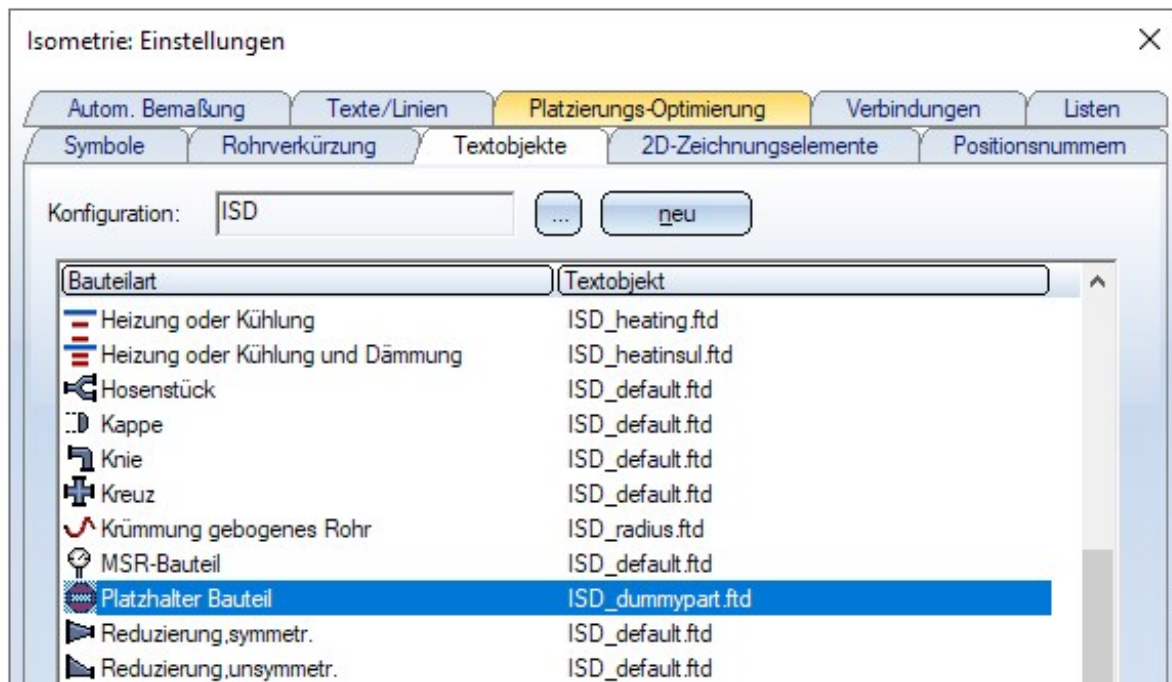 Isometrie: Einstellungen
Autom. Bemaßung Texte/Linien Platzierungs-Optimierung Verbindungen Listen
Symbole Rohrverkürzung Textobjekte 2D-Zeichnungselemente Positionsnummern
Konfiguration: ISD ... neu
Bauteilart Textobjekt
Heizung oder Kühlung ISD_heating.ftd
Heizung oder Kühlung und Dämmung ISD_heatinsul.ftd
Hosenstück ISD_default.ftd
Kappe ISD_default.ftd
Knie ISD_default.ftd
Kreuz ISD_default.ftd
Krümmung gebogenes Rohr ISD_radius.ftd
MSR-Bauteil ISD_default.ftd
Platzhalter Bauteil ISD_dummypart.ftd
Reduzierung,symmetr. ISD_default.ftd
Reduzierung,unsymmetr. ISD_default.ftd